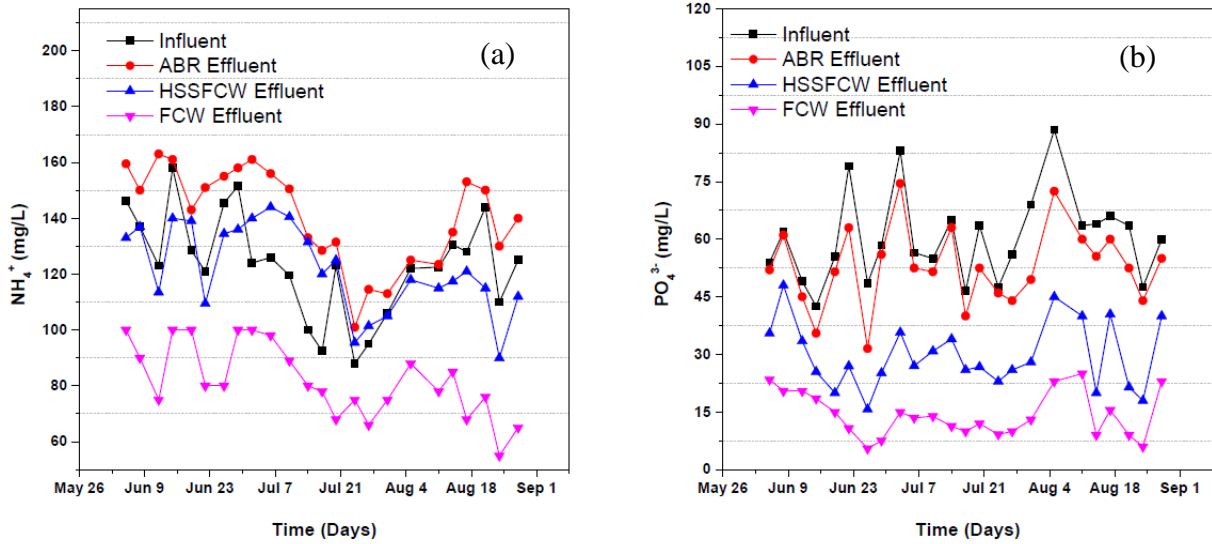 (a)
Influent
ABR Effluent
HSSFCW Effluent
FCW Effluent
NH₄⁺ (mg/L)
200
180
160
140
120
100
80
60
May 26 Jun 9 Jun 23 Jul 7 Jul 21 Aug 4 Aug 18 Sep 1
Time (Days)
(b)
Influent
ABR Effluent
HSSFCW Effluent
FCW Effluent
PO₄³⁻ (mg/L)
120
105
90
75
60
45
30
15
0
May 26 Jun 9 Jun 23 Jul 7 Jul 21 Aug 4 Aug 18 Sep 1
Time (Days)